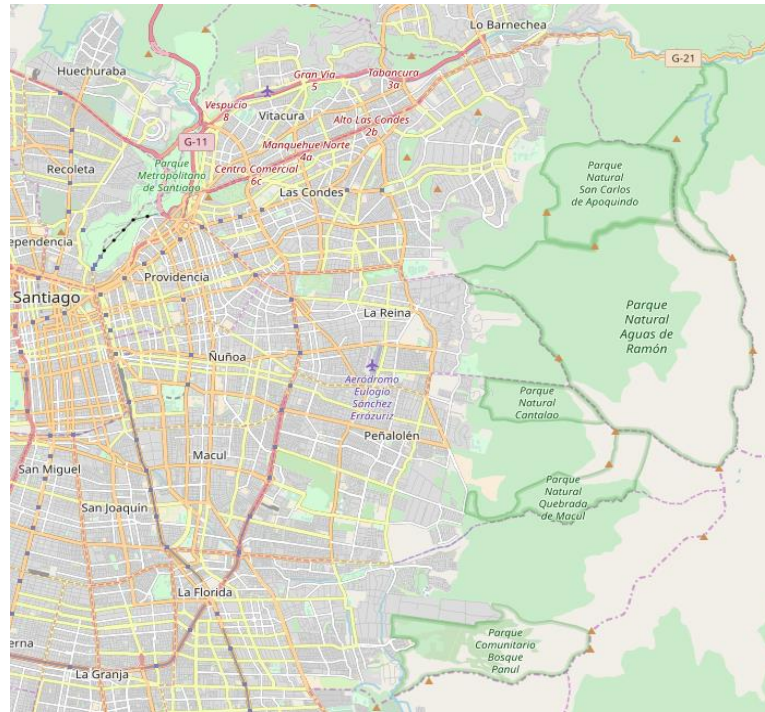 Lo Barnechea
G-21
Huechuraba
Gran Vía
5
Tabancura
3a
Vespucio
8
Vitacura
Alto Las Condes
2b
G-11
Manquehue Norte
4a
Recoleta
Parque
Metropolitano
de Santiago
Centro Comercial
6c
Las Condes
Parque
Natural
San Carlos
de Apoquindo
ependencia
Providencia
Santiago
La Reina
Parque
Natural
Aguas de
Ramón
Ñuñoa
Aeródromo
Eulogio
Sánchez
Errázuriz
Parque
Natural
Cantalao
Peñalolén
Macul
San Miguel
Parque
Natural
Quebrada
de Macul
San Joaquín
La Florida
erna
Parque
Comunitario
Bosque
Panul
La Granja